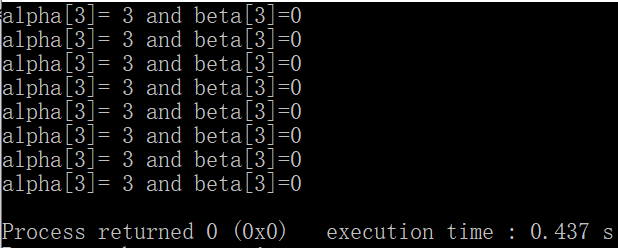 alpha[3]= 3 and beta[3]=0
alpha[3]= 3 and beta[3]=0
alpha[3]= 3 and beta[3]=0
alpha[3]= 3 and beta[3]=0
alpha[3]= 3 and beta[3]=0
alpha[3]= 3 and beta[3]=0
alpha[3]= 3 and beta[3]=0
alpha[3]= 3 and beta[3]=0
Process returned 0 (0x0)   execution time : 0.437 s